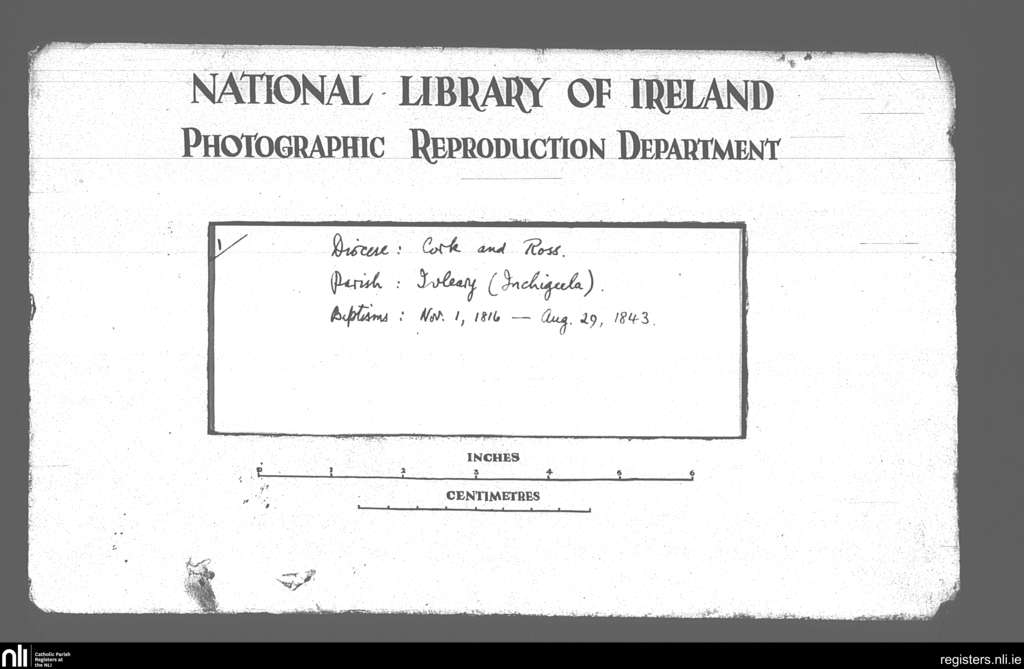 NATIONAL LIBRARY OF IRELAND
PHOTOGRAPHIC REPRODUCTION DEPARTMENT
1/
Diocese: Cork and Ross.
Parish: Iveleary (Inchigeela).
Baptisms: Nov. 1, 1816 — Aug. 29, 1843.
INCHES
0 1 2 3 4 5 6
CENTIMETRES
nli Catholic Parish
Registers at
the NLI
registers.nli.ie